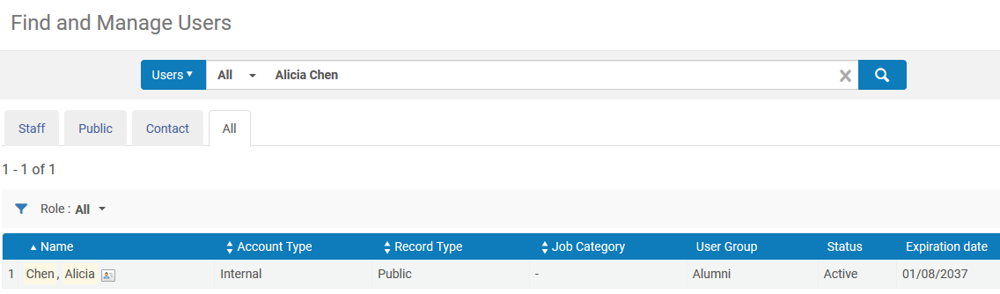 Find and Manage Users
Users All Alicia Chen
Staff Public Contact All
1 - 1 of 1
Role : All
Name Account Type Record Type Job Category User Group Status Expiration date
1 Chen, Alicia Internal Public - Alumni Active 01/08/2037